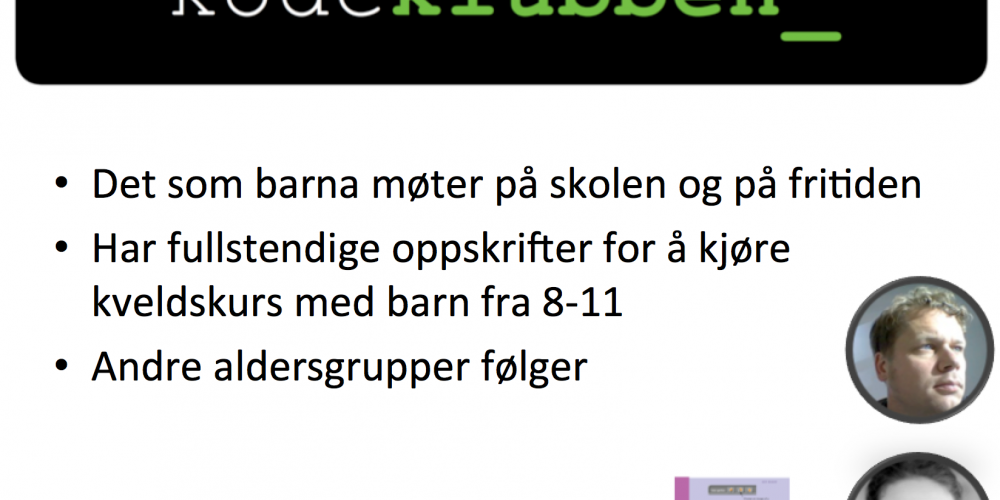 kodeklubben_
• Det som barna møter på skolen og på fritiden
• Har fullstendige oppskrifter for å kjøre
kveldskurs med barn fra 8-11
• Andre aldersgrupper følger